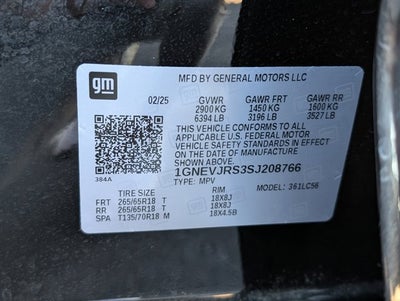 gm
MFD BY GENERAL MOTORS LLC
02/25 GVWR GAWR FRT GAWR RR
2900 KG 1450 KG 1600 KG
6394 LB 3196 LB 3527 LB
THIS VEHICLE CONFORMS TO ALL
APPLICABLE U.S. FEDERAL MOTOR
VEHICLE SAFETY STANDARDS IN EFFECT
ON THE DATE OF MANUFACTURE
SHOWN ABOVE.
1GNEVJRS3SJ208766
384A TYPE: MPV MODEL: 361LC56
TIRE SIZE RIM
FRT 265/65R18 T 18X8J
RR 265/65R18 T 18X8J
SPA T135/70R18 M 18X4.5B